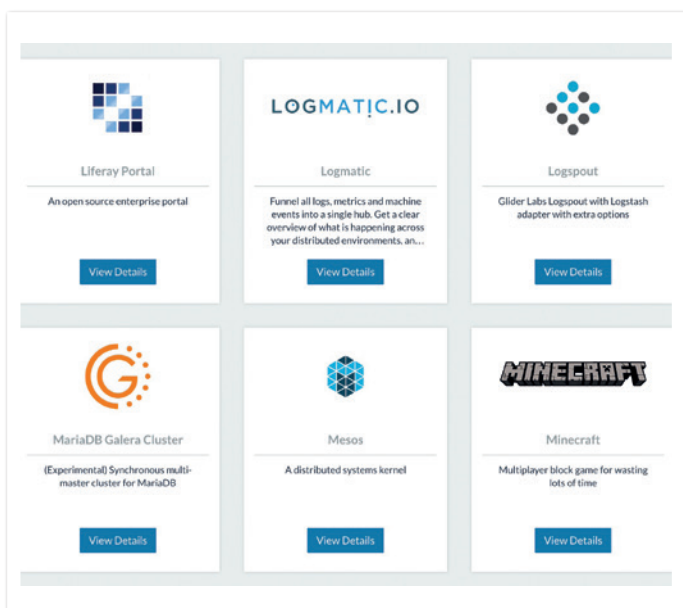 LOGMATIC.IO
Liferay Portal
An open source enterprise portal
View Details
Logmatic
Funnel all logs, metrics and machine
events into a single hub. Get a clear
overview of what is happening across
your distributed environments, an...
View Details
Logspout
Glider Labs Logspout with Logstash
adapter with extra options
View Details
MariaDB Galera Cluster
(Experimental) Synchronous multi-
master cluster for MariaDB
View Details
Mesos
A distributed systems kernel
View Details
MINECRAFT
Minecraft
Multiplayer block game for wasting
lots of time
View Details